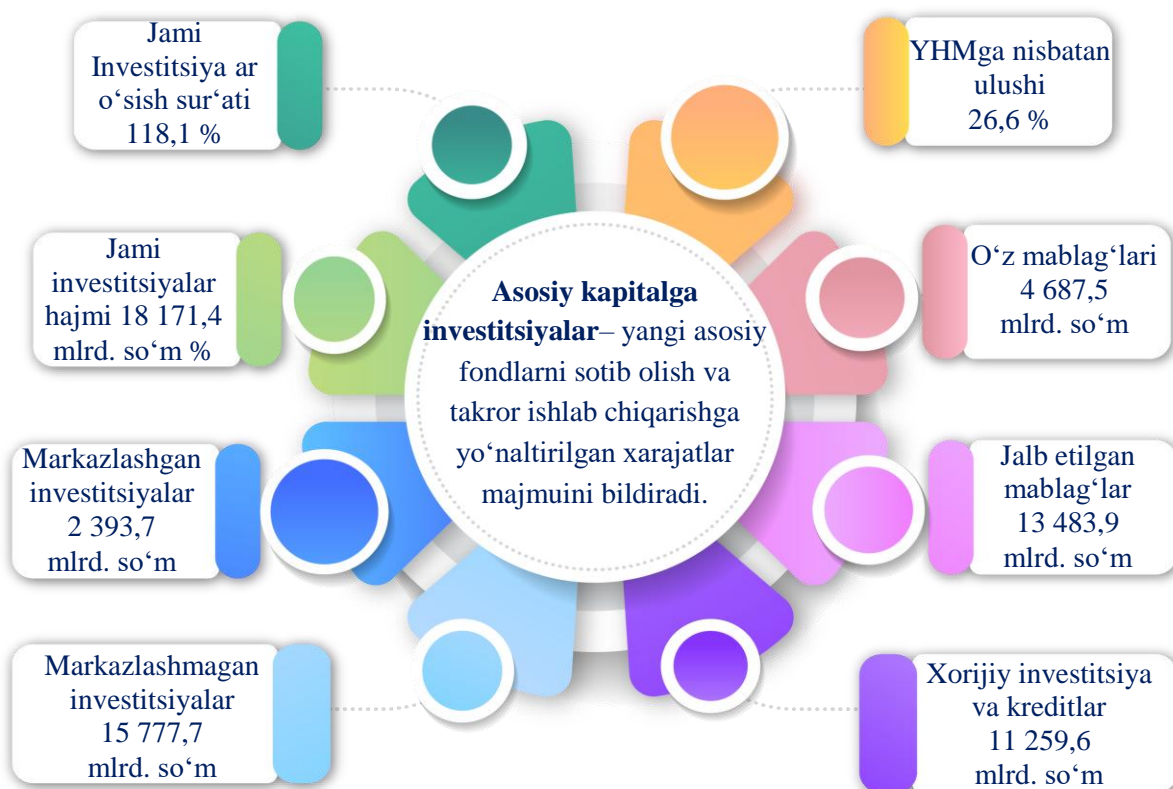 Jami
Investitsiya ar
o‘sish sur‘ati
118,1 %
YHMga nisbatan
ulushi
26,6 %
Jami
investitsiyalar
hajmi 18 171,4
mlrd. so‘m %
O‘z mablag‘lari
4 687,5
mlrd. so‘m
Asosiy kapitalga
investitsiyalar– yangi asosiy
fondlarni sotib olish va
takror ishlab chiqarishga
yo‘naltirilgan xarajatlar
majmuini bildiradi.
Markazlashgan
investitsiyalar
2 393,7
mlrd. so‘m
Jalb etilgan
mablag‘lar
13 483,9
mlrd. so‘m
Markazlashmagan
investitsiyalar
15 777,7
mlrd. so‘m
Xorijiy investitsiya
va kreditlar
11 259,6
mlrd. so‘m